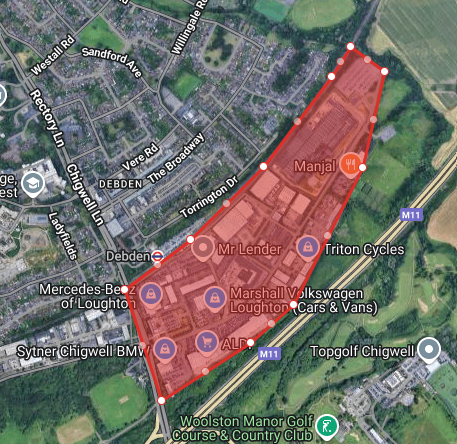 Willingale Rd
Westall Rd
Sandford Ave
Rectory Ln
Vere Rd
The Broadway
Manjal
DEBDEN
Chigwell Ln
Torrington Dr
Ladyfields
M11
Debden
Mr Lender
Triton Cycles
Mercedes-Benz
of Loughton
Marshall Volkswagen
Loughton (Cars & Vans)
Sytner Chigwell BMW
ALDI
M11
Topgolf Chigwell
Woolston Manor Golf
Course & Country Club